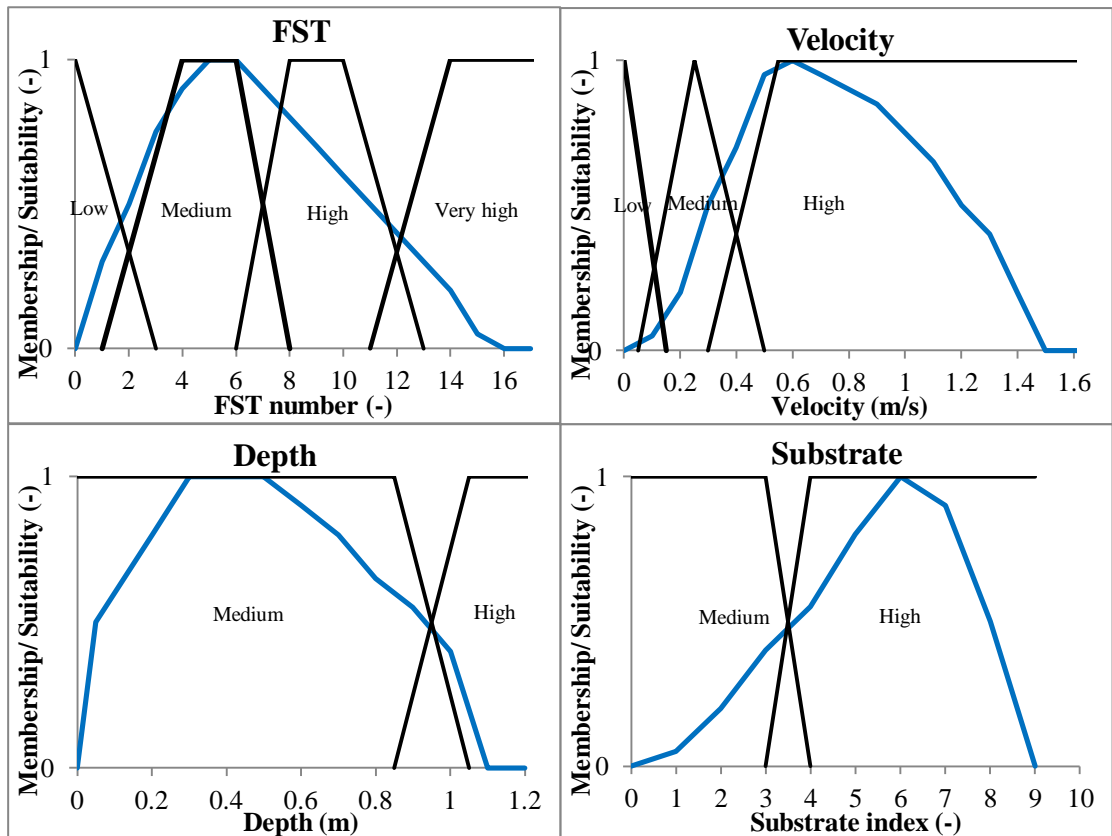 FST
Membership/ Suitability (-)
1
0
Low
Medium
High
Very high
0 2 4 6 8 10 12 14 16
FST number (-)
Velocity
Membership/ Suitability (-)
1
0
Low
Medium
High
0 0.2 0.4 0.6 0.8 1 1.2 1.4 1.6
Velocity (m/s)
Depth
Membership/ Suitability (-)
1
0
Medium
High
0 0.2 0.4 0.6 0.8 1 1.2
Depth (m)
Substrate
Membership/ Suitability (-)
1
0
Medium
High
0 1 2 3 4 5 6 7 8 9 10
Substrate index (-)